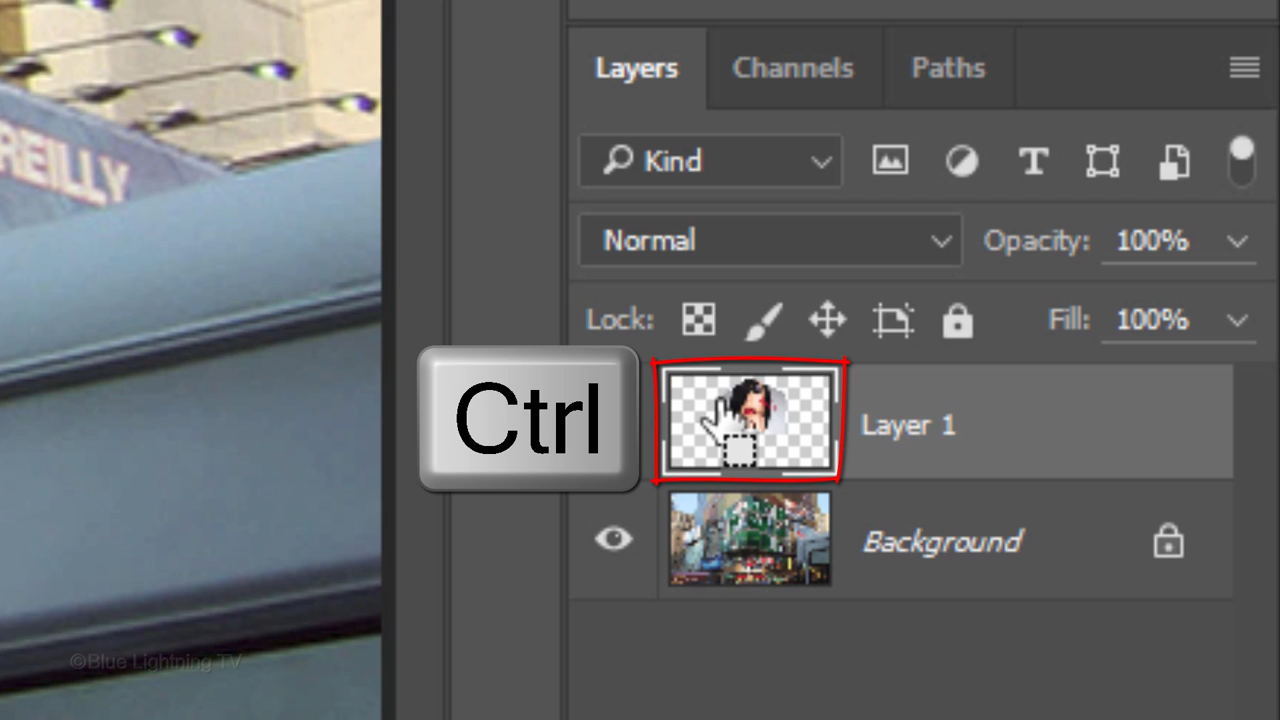 REILLY
Layers Channels Paths
Kind
Normal Opacity: 100%
Lock: Fill: 100%
Ctrl
Layer 1
Background
©Blue Lightning TV